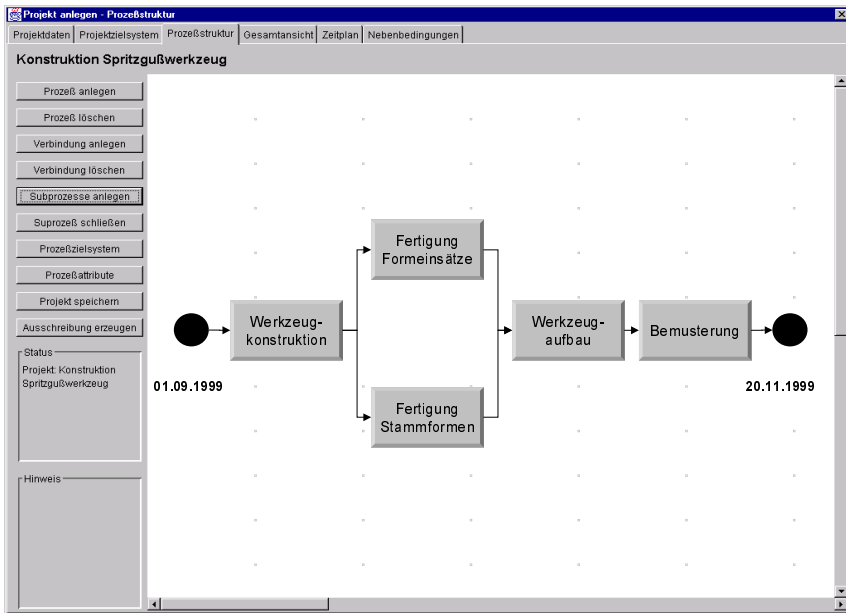 Projekt anlegen - Prozeßstruktur
Projektdaten Projektzielsystem Prozeßstruktur Gesamtansicht Zeitplan Nebenbedingungen
Konstruktion Spritzgußwerkzeug
Prozeß anlegen
Prozeß löschen
Verbindung anlegen
Verbindung löschen
Subprozesse anlegen
Suprozeß schließen
Prozeßzielsystem
Prozeßattribute
Projekt speichern
Ausschreibung erzeugen
Status
Projekt: Konstruktion
Spritzgußwerkzeug
Hinweis
Fertigung
Formeinsätze
Werkzeug-
konstruktion
Werkzeug-
aufbau
Bemusterung
01.09.1999
20.11.1999
Fertigung
Stammformen